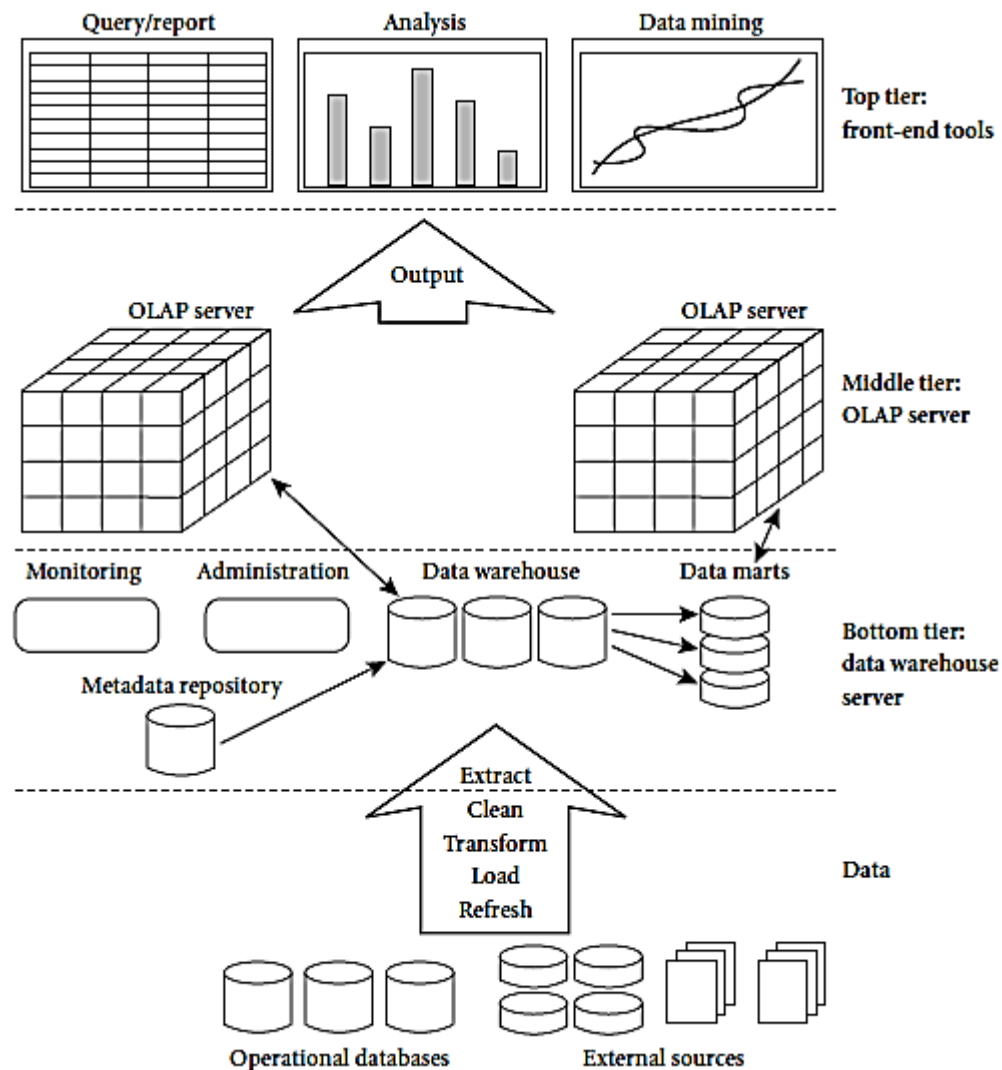 Query/report
Analysis
Data mining
Top tier:
front-end tools
Output
OLAP server
OLAP server
Middle tier:
OLAP server
Monitoring
Administration
Data warehouse
Data marts
Bottom tier:
data warehouse
server
Metadata repository
Extract
Clean
Transform
Load
Refresh
Data
Operational databases
External sources